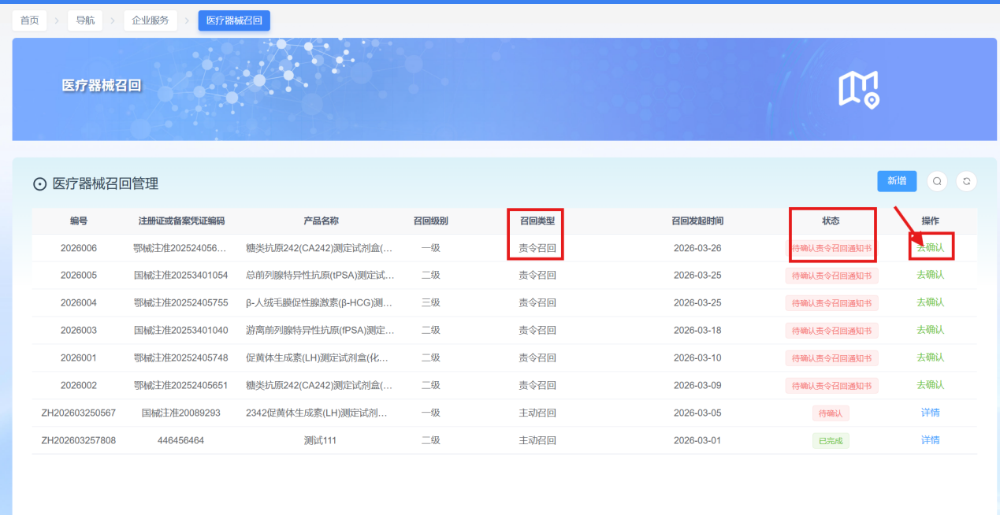 首页 > 导航 > 企业服务 > 医疗器械召回
医疗器械召回
医疗器械召回管理 新增
编号 注册证或备案凭证编码 产品名称 召回级别 召回类型 召回发起时间 状态 操作
2026006 鄂械注准202524056... 糖类抗原242(CA242)测定试剂盒(... 一级 责令召回 2026-03-26 待确认责令召回通知书 去确认
2026005 国械注准20253401054 总前列腺特异性抗原(tPSA)测定试... 二级 责令召回 2026-03-25 待确认责令召回通知书 去确认
2026004 鄂械注准20252405755 β-人绒毛膜促性腺激素(β-HCG)测... 三级 责令召回 2026-03-25 待确认责令召回通知书 去确认
2026003 国械注准20253401040 游离前列腺特异性抗原(fPSA)测定... 二级 责令召回 2026-03-18 待确认责令召回通知书 去确认
2026001 鄂械注准20252405748 促黄体生成素(LH)测定试剂盒(化... 二级 责令召回 2026-03-10 待确认责令召回通知书 去确认
2026002 鄂械注准20252405651 糖类抗原242(CA242)测定试剂盒(... 二级 责令召回 2026-03-09 待确认责令召回通知书 去确认
ZH202603250567 国械注准20089293 2342促黄体生成素(LH)测定试剂... 一级 主动召回 2026-03-05 待确认 详情
ZH202603257808 446456464 测试111 二级 主动召回 2026-03-01 已完成 详情